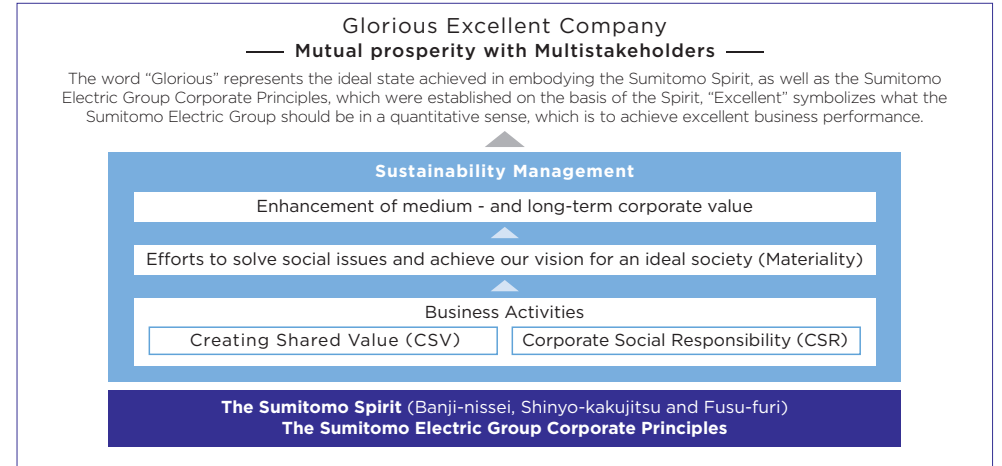 Glorious Excellent Company
Mutual prosperity with Multistakeholders
The word “Glorious” represents the ideal state achieved in embodying the Sumitomo Spirit, as well as the Sumitomo
Electric Group Corporate Principles, which were established on the basis of the Spirit, “Excellent” symbolizes what the
Sumitomo Electric Group should be in a quantitative sense, which is to achieve excellent business performance.
Sustainability Management
Enhancement of medium - and long-term corporate value
Efforts to solve social issues and achieve our vision for an ideal society (Materiality)
Business Activities
Creating Shared Value (CSV)
Corporate Social Responsibility (CSR)
The Sumitomo Spirit (Banji-nissei, Shinyo-kakujitsu and Fusu-furi)
The Sumitomo Electric Group Corporate Principles